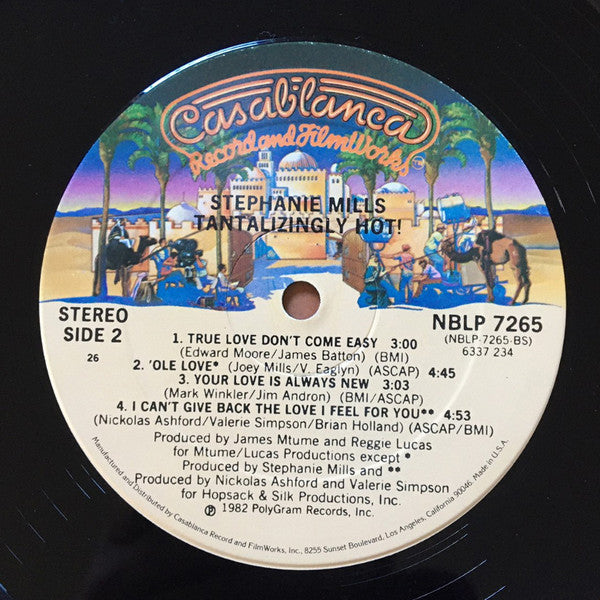 Casablanca
Record and FilmWorks™
STEPHANIE MILLS
TANTALIZINGLY HOT!
STEREO
SIDE 2
26
NBLP 7265
(NBLP-7265-BS)
6337 234
1. TRUE LOVE DON'T COME EASY 3:00
(Edward Moore/James Batton) (BMI)
2. 'OLE LOVE* (Joey Mills/V. Eaglyn) (ASCAP) 4:45
3. YOUR LOVE IS ALWAYS NEW 3:03
(Mark Winkler/Jim Andron) (BMI/ASCAP)
4. I CAN'T GIVE BACK THE LOVE I FEEL FOR YOU** 4:53
(Nickolas Ashford/Valerie Simpson/Brian Holland) (ASCAP/BMI)
Produced by James Mtume and Reggie Lucas
for Mtume/Lucas Productions except *
Produced by Stephanie Mills and **
Produced by Nickolas Ashford and Valerie Simpson
for Hopsack & Silk Productions, Inc.
℗ 1982 PolyGram Records, Inc.
Manufactured and Distributed by Casablanca Record and FilmWorks, Inc., 8255 Sunset Boulevard, Los Angeles, California 90046. Made in U.S.A.